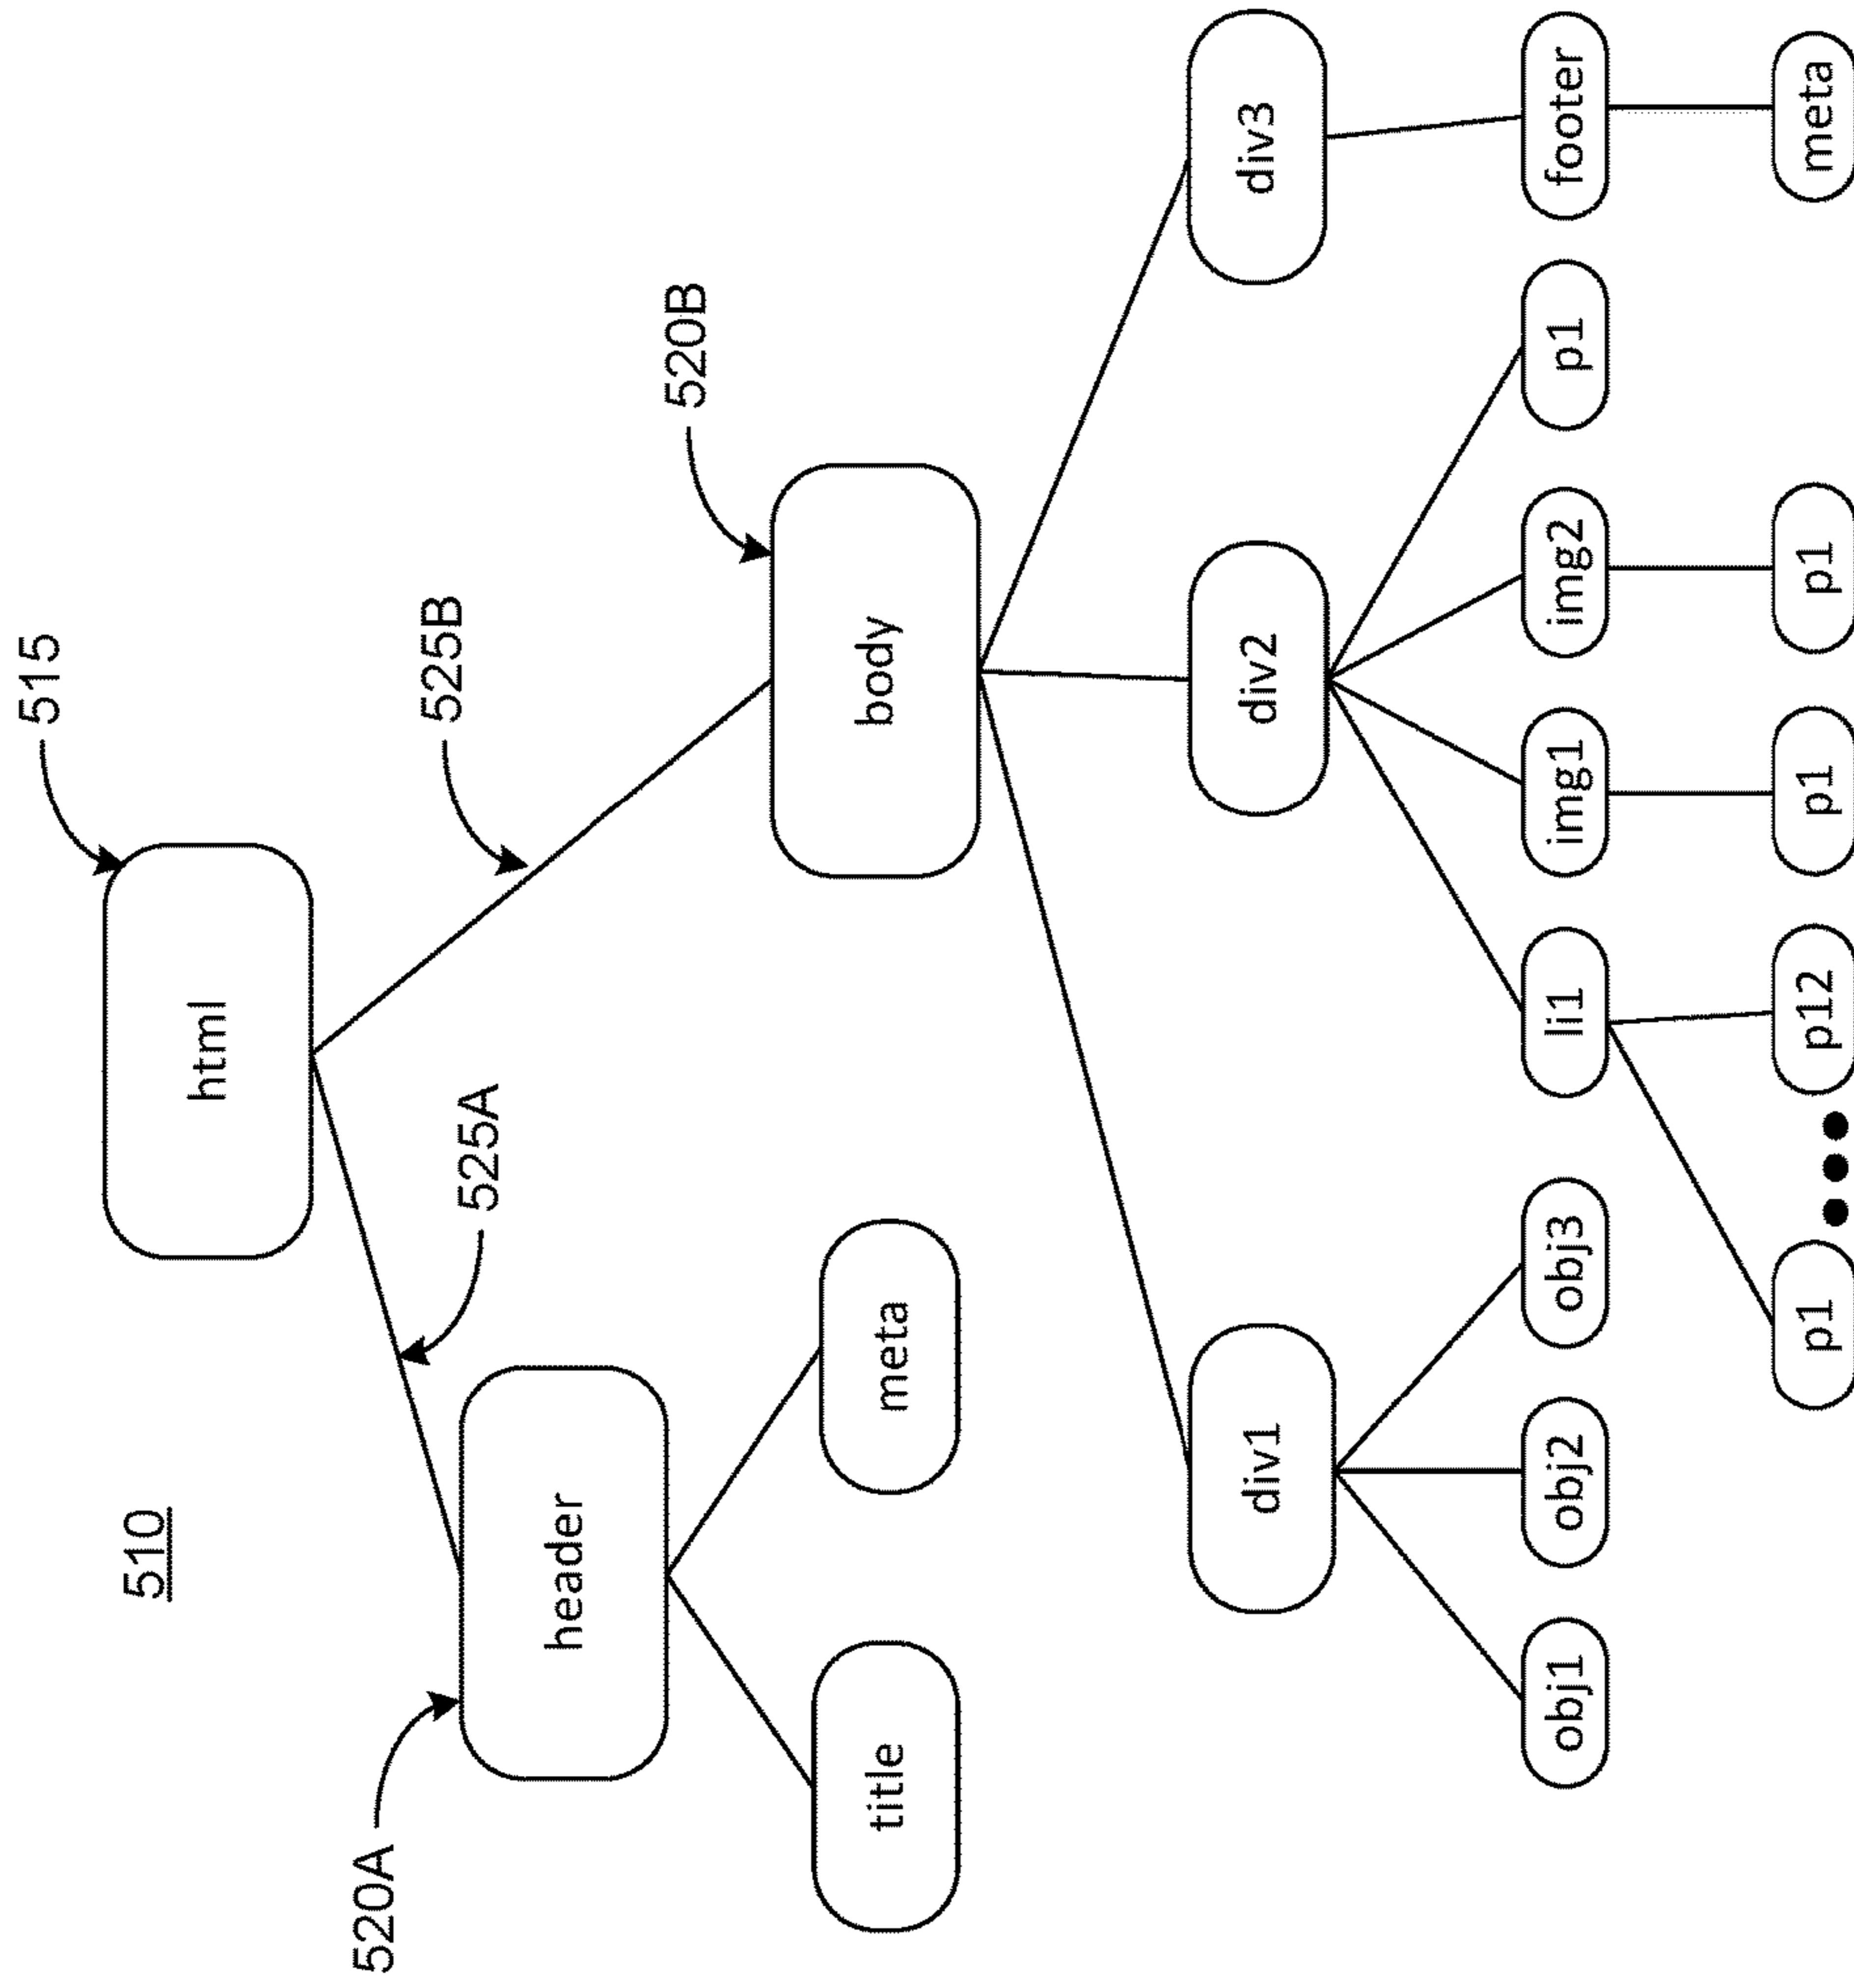 510
515
html
525A
525B
520A
header
520B
body
title
meta
div1
div2
div3
obj1
obj2
obj3
li1
img1
img2
p1
footer
p1
p12
p1
p1
meta